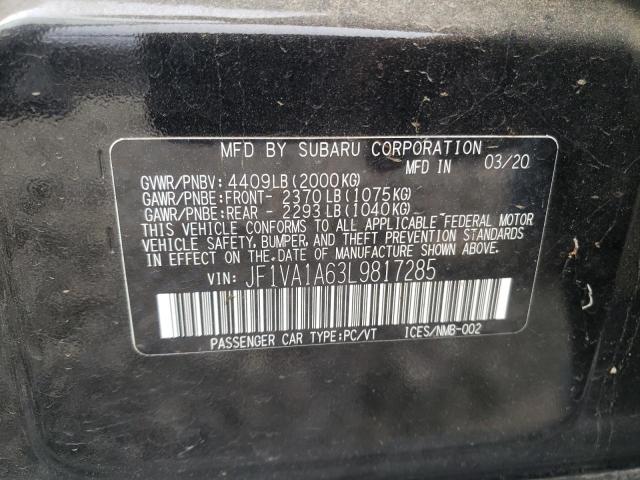 MFD BY SUBARU CORPORATION
MFD IN 03/20
GVWR/PNBV: 4409LB(2000KG)
GAWR/PNBE:FRONT- 2370LB(1075KG)
GAWR/PNBE:REAR - 2293LB(1040KG)
THIS VEHICLE CONFORMS TO ALL APPLICABLE FEDERAL MOTOR
VEHICLE SAFETY, BUMPER, AND THEFT PREVENTION STANDARDS
IN EFFECT ON THE DATE OF MANUFACTURE SHOWN ABOVE.
VIN: JF1VA1A63L9817285
PASSENGER CAR TYPE:PC/VT ICES/NMB-002